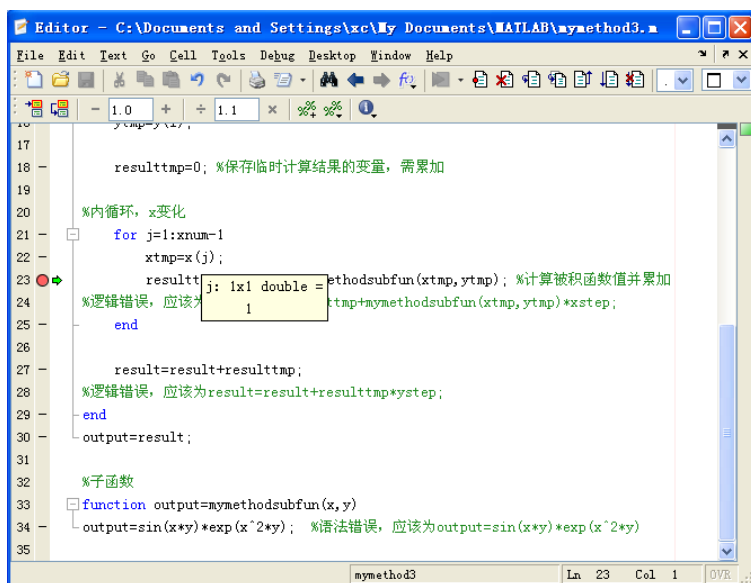 Editor - C:\Documents and Settings\xc\My Documents\MATLAB\mymethod3.m
File Edit Text Go Cell Tools Debug Desktop Window Help
- 1.0 + ÷ 1.1 ×
17
18 - resulttmp=0; %保存临时计算结果的变量，需累加
19
20 %内循环，x变化
21 - for j=1:xnum-1
22 - xtmp=x(j);
23 resultt ethodsubfun(xtmp,ytmp); %计算被积函数值并累加
j: 1x1 double =
1
24 %逻辑错误，应该为 ttmp+mymethodsubfun(xtmp,ytmp)*xstep;
25 - end
26
27 - result=result+resulttmp;
28 %逻辑错误，应该为result=result+resulttmp*ystep;
29 - end
30 - output=result;
31
32 %子函数
33 function output=mymethodsubfun(x,y)
34 - output=sin(x*y)*exp(x^2*y); %语法错误，应该为output=sin(x*y)*exp(x^2*y)
35
mymethod3 Ln 23 Col 1 OVR